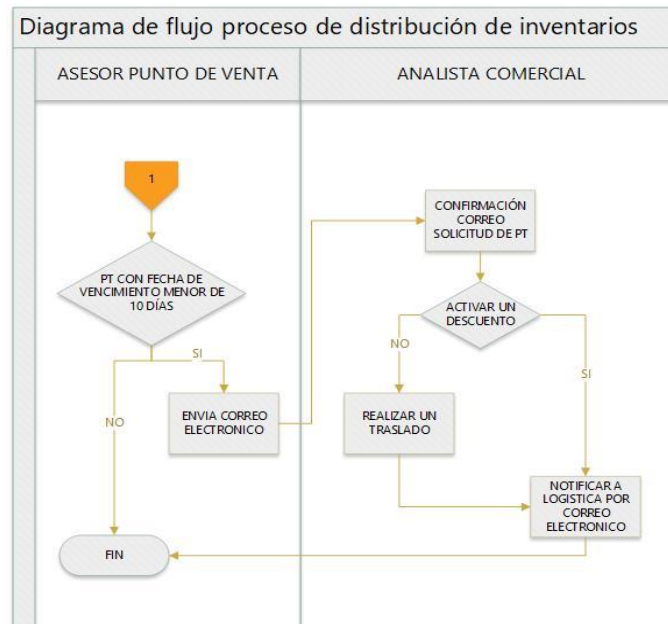 Diagrama de flujo proceso de distribución de inventarios
ASESOR PUNTO DE VENTA
ANALISTA COMERCIAL
1
PT CON FECHA DE
VENCIMIENTO MENOR DE
10 DÍAS
SI
NO
ENVIA CORREO
ELECTRONICO
FIN
CONFIRMACIÓN
CORREO
SOLICITUD DE PT
ACTIVAR UN
DESCUENTO
NO
SI
REALIZAR UN
TRASLADO
NOTIFICAR A
LOGISTICA POR
CORREO
ELECTRONICO